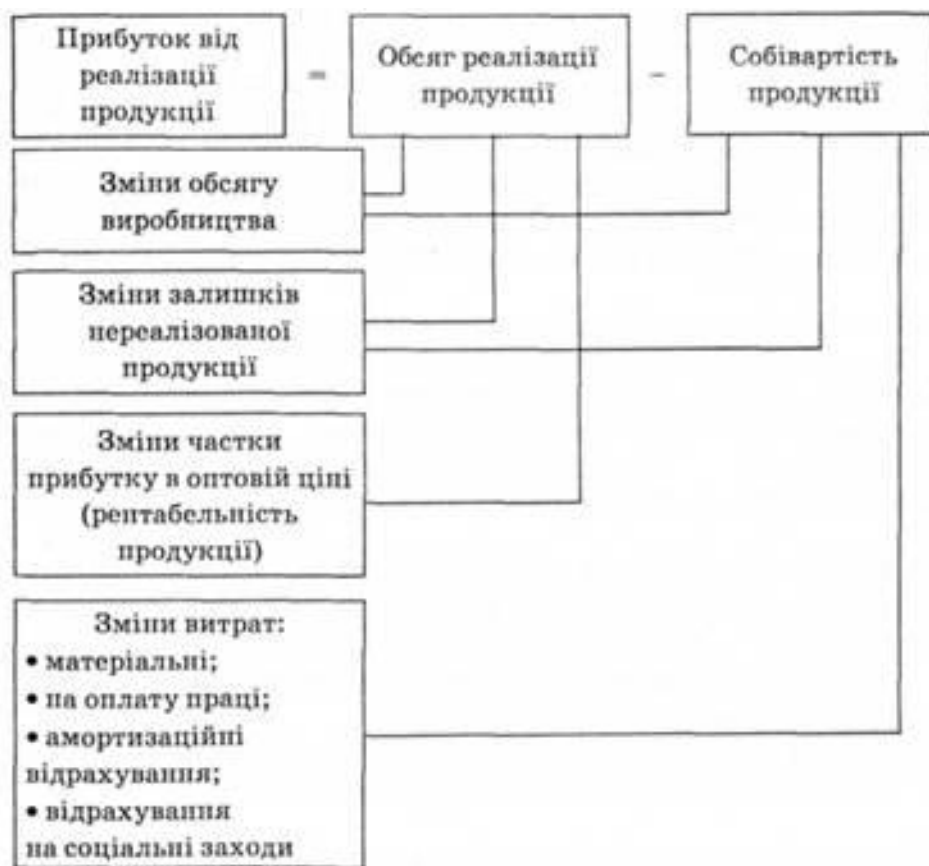 Прибуток від
реалізації
продукції
=
Обсяг реалізації
продукції
–
Собівартість
продукції
Зміни обсягу
виробництва
Зміни залишків
нереалізованої
продукції
Зміни частки
прибутку в оптовій ціні
(рентабельність
продукції)
Зміни витрат:
• матеріальні;
• на оплату праці;
• амортизаційні
відрахування;
• відрахування
на соціальні заходи